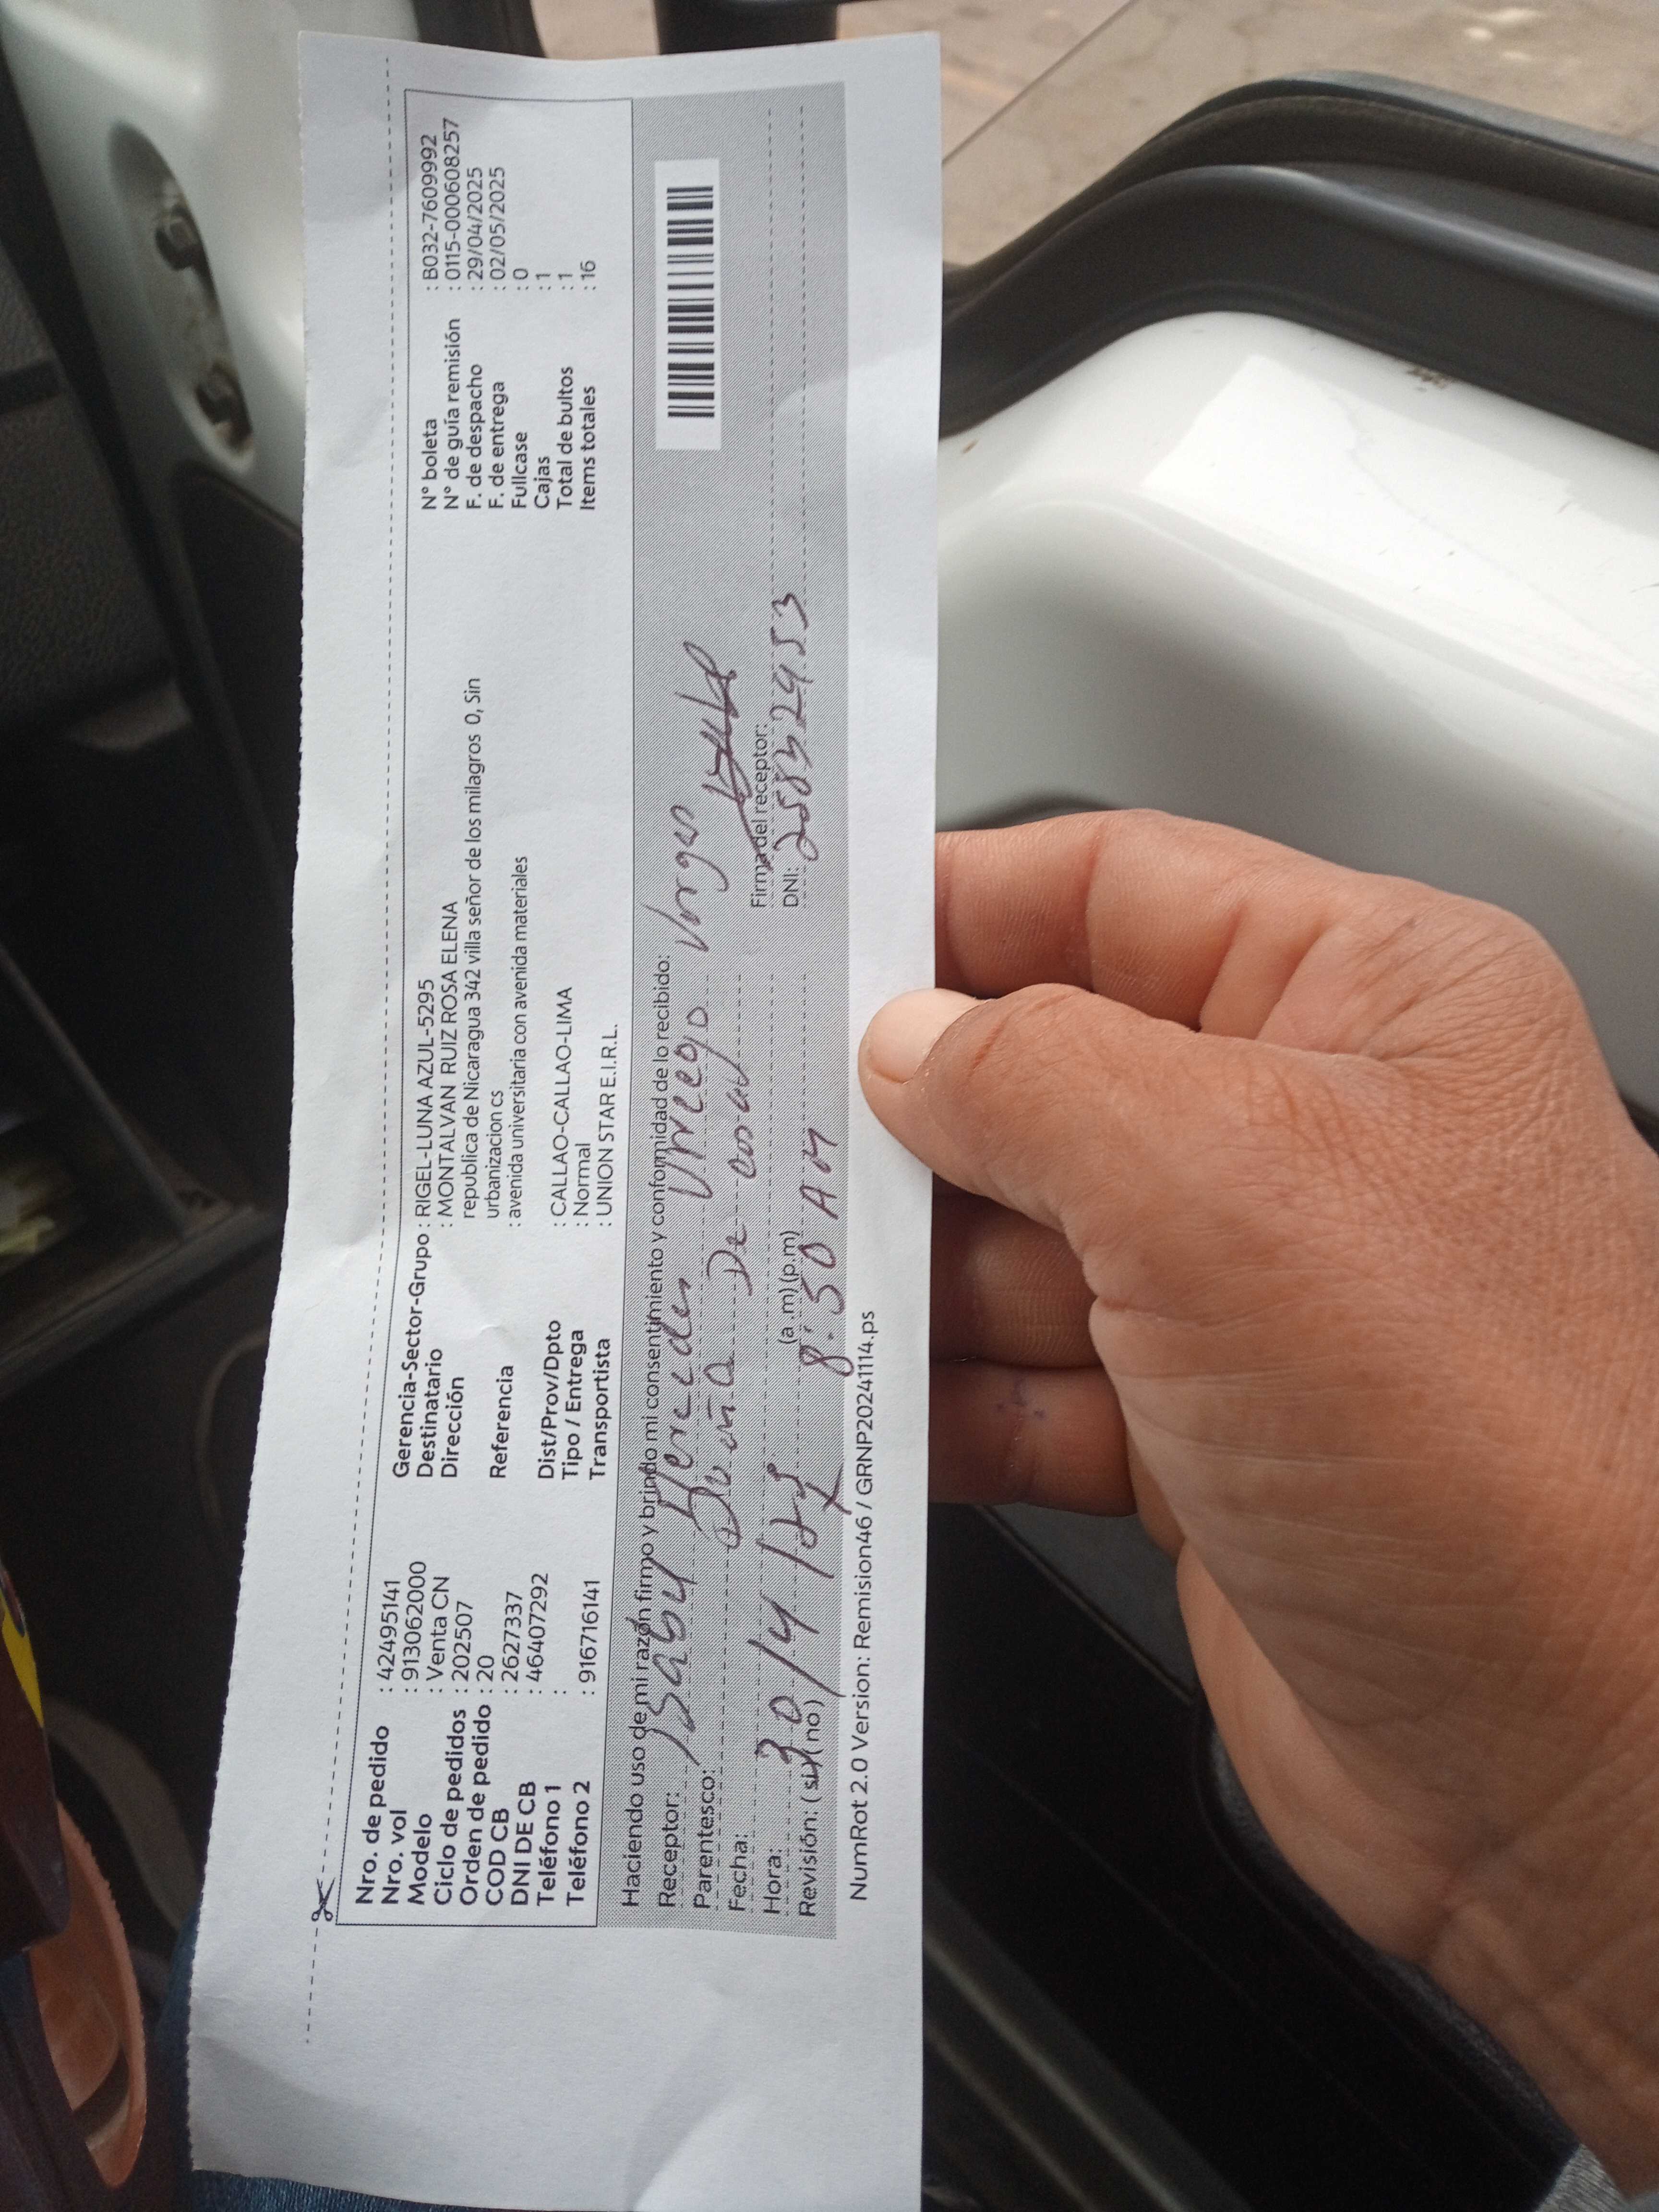 Nro. de pedido : 42495141
Nro. vol : 913062000
Modelo : Venta CN
Ciclo de pedidos : 202507
Orden de pedido : 20
COD CB : 2627337
DNI DE CB : 46407292
Teléfono 1 :
Teléfono 2 : 916716141
Gerencia-Sector-Grupo : RIGEL-LUNA AZUL-5295
Destinatario : MONTALVAN RUIZ ROSA ELENA
Dirección republica de Nicaragua 342 villa señor de los milagros 0, Sin
urbanizacion cs
Referencia : avenida universitaria con avenida materiales
Dist/Prov/Dpto : CALLAO-CALLAO-LIMA
Tipo / Entrega : Normal
Transportista : UNION STAR E.I.R.L.
N° boleta : B032-7609992
N° de guía remisión : 0115-0000608257
F. de despacho : 29/04/2025
F. de entrega : 02/05/2025
Fullcase : 0
Cajas : 1
Total de bultos : 1
Items totales : 16
Haciendo uso de mi razón firmo y brindo mi consentimiento y conformidad de lo recibido:
Receptor: Urcego Vargas
Parentesco: Dueña De casa
Fecha: 30/4/25
Hora: (a .m) (p.m) 8:50 AM
Revisión: ( si ) ( no )
Firma del receptor:
DNI: 25832953
NumRot 2.0 Version: Remision46 / GRNP20241114.ps